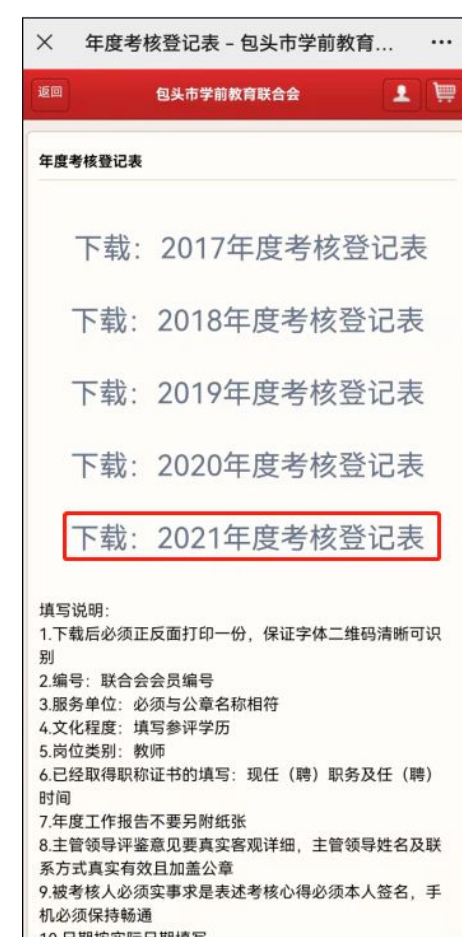 年度考核登记表 - 包头市学前教育...
返回
包头市学前教育联合会
年度考核登记表
下载：2017年度考核登记表
下载：2018年度考核登记表
下载：2019年度考核登记表
下载：2020年度考核登记表
下载：2021年度考核登记表
填写说明：
1.下载后必须正反面打印一份，保证字体二维码清晰可识
别
2.编号：联合会会员编号
3.服务单位：必须与公章名称相符
4.文化程度：填写参评学历
5.岗位类别：教师
6.已经取得职称证书的填写：现任（聘）职务及任（聘）
时间
7.年度工作报告不要另附纸张
8.主管领导评鉴意见要真实客观详细，主管领导姓名及联
系方式真实有效且加盖公章
9.被考核人必须实事求是表述考核心得必须本人签名，手
机必须保持畅通
10.日期按实际日期填写